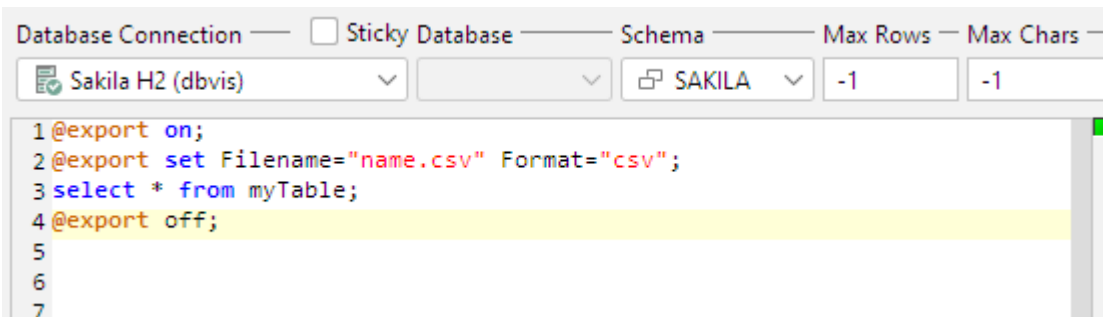 Database Connection Sticky Database Schema Max Rows Max Chars
Sakila H2 (dbvis) SAKILA -1 -1
1 @export on;
2 @export set Filename="name.csv" Format="csv";
3 select * from myTable;
4 @export off;
5
6
7